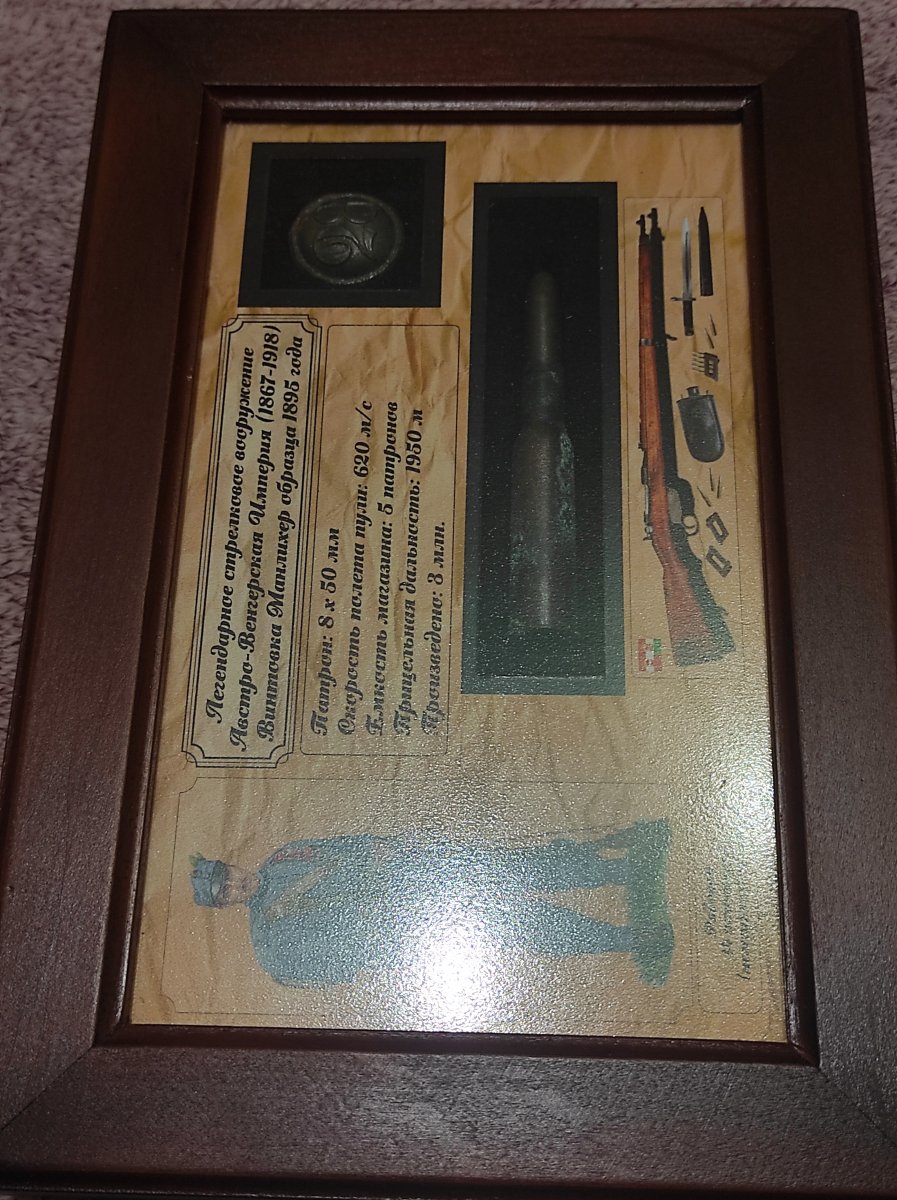 Легендарное стрелковое вооружение
Австро-Венгерская Империя (1867-1918)
Винтовка Манлихер образца 1895 года
Патрон: 8 х 50 мм
Скорость полета пули: 620 м/с
Емкость магазина: 5 патронов
Прицельная дальность: 1950 м
Произведено: 3 млн.
Рядовой